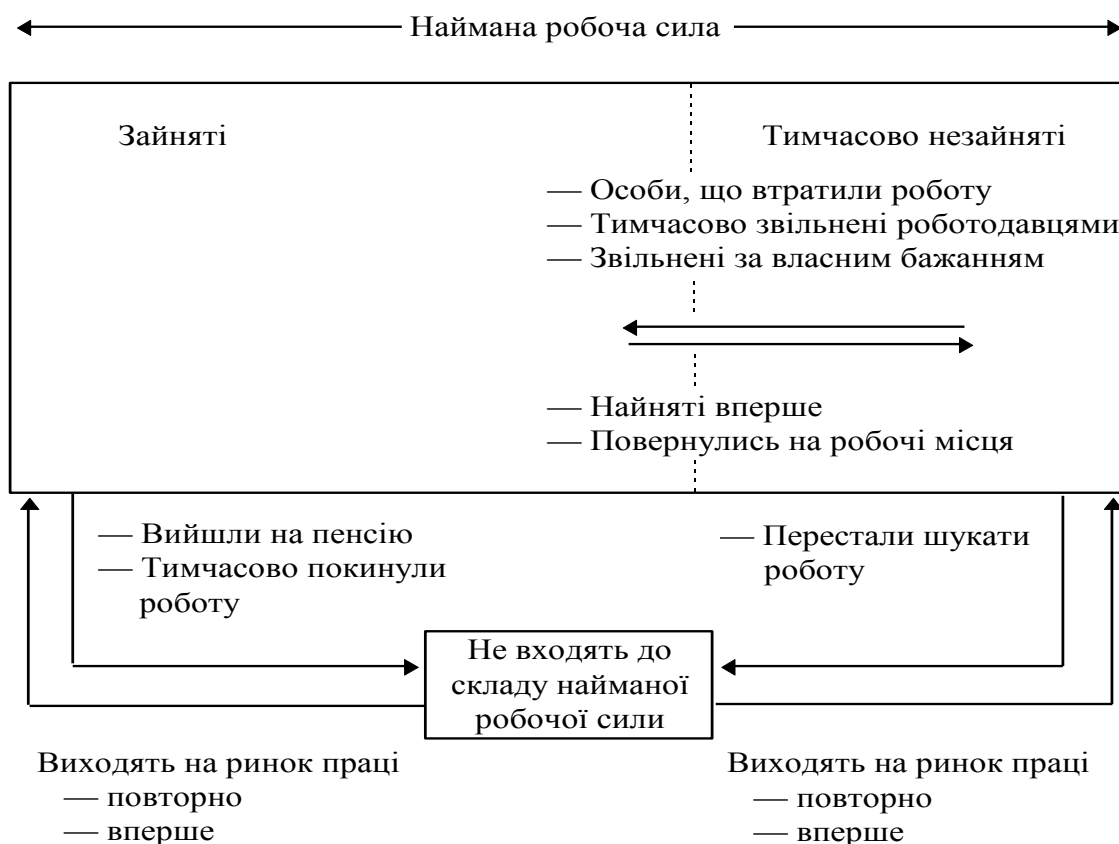 Наймана робоча сила
Зайняті
Тимчасово незайняті
— Особи, що втратили роботу
— Тимчасово звільнені роботодавцями
— Звільнені за власним бажанням
— Найняті вперше
— Повернулись на робочі місця
— Вийшли на пенсію
— Тимчасово покинули
роботу
— Перестали шукати
роботу
Не входять до
складу найманої
робочої сили
Виходять на ринок праці
— повторно
— вперше
Виходять на ринок праці
— повторно
— вперше